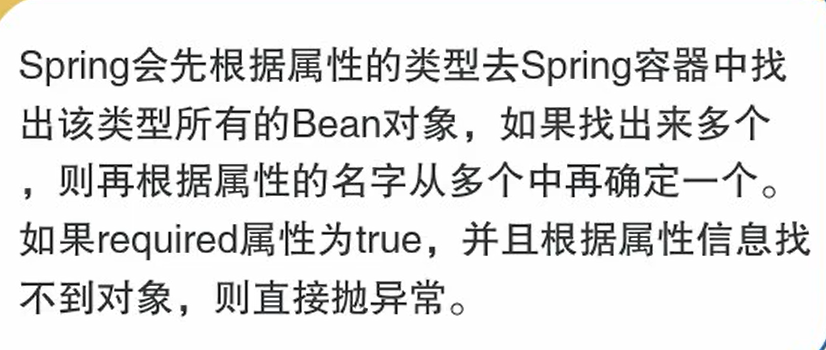 Spring会先根据属性的类型去Spring容器中找
出该类型所有的Bean对象，如果找出来多个
，则再根据属性的名字从多个中再确定一个。
如果required属性为true，并且根据属性信息找
不到对象，则直接抛异常。